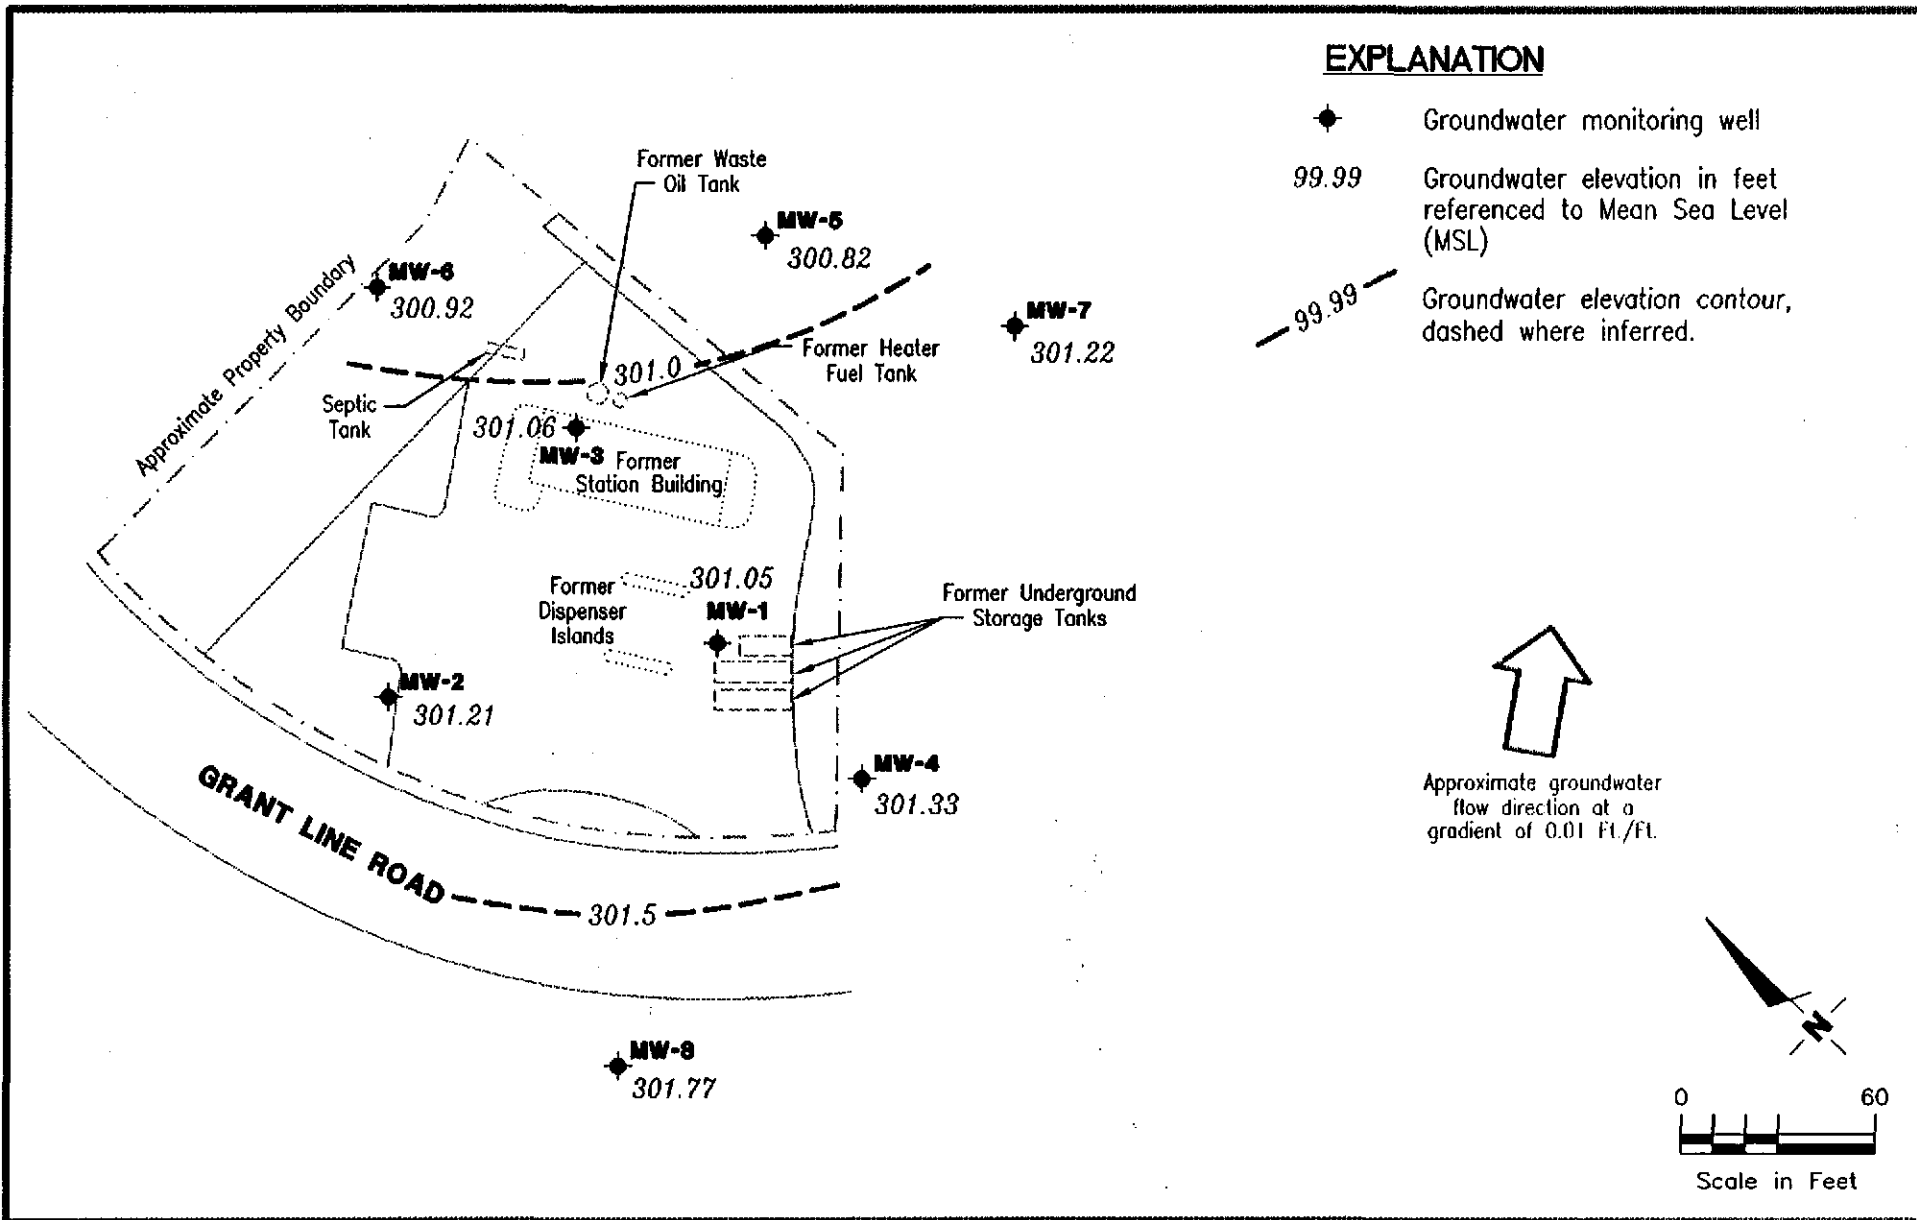 EXPLANATION
Groundwater monitoring well
99.99
Groundwater elevation in feet
referenced to Mean Sea Level
(MSL)
99.99
Groundwater elevation contour,
dashed where inferred.
Former Waste
Oil Tank
MW-5
300.82
MW-6
300.92
Approximate Property Boundary
MW-7
301.22
301.0
Former Heater
Fuel Tank
Septic
Tank
301.06
MW-3
Former
Station Building
Former
Dispenser
Islands
301.05
MW-1
Former Underground
Storage Tanks
MW-2
301.21
MW-4
301.33
GRANT LINE ROAD
301.5
MW-8
301.77
Approximate groundwater
flow direction at a
gradient of 0.01 Ft./Ft.
N
0 60
Scale in Feet